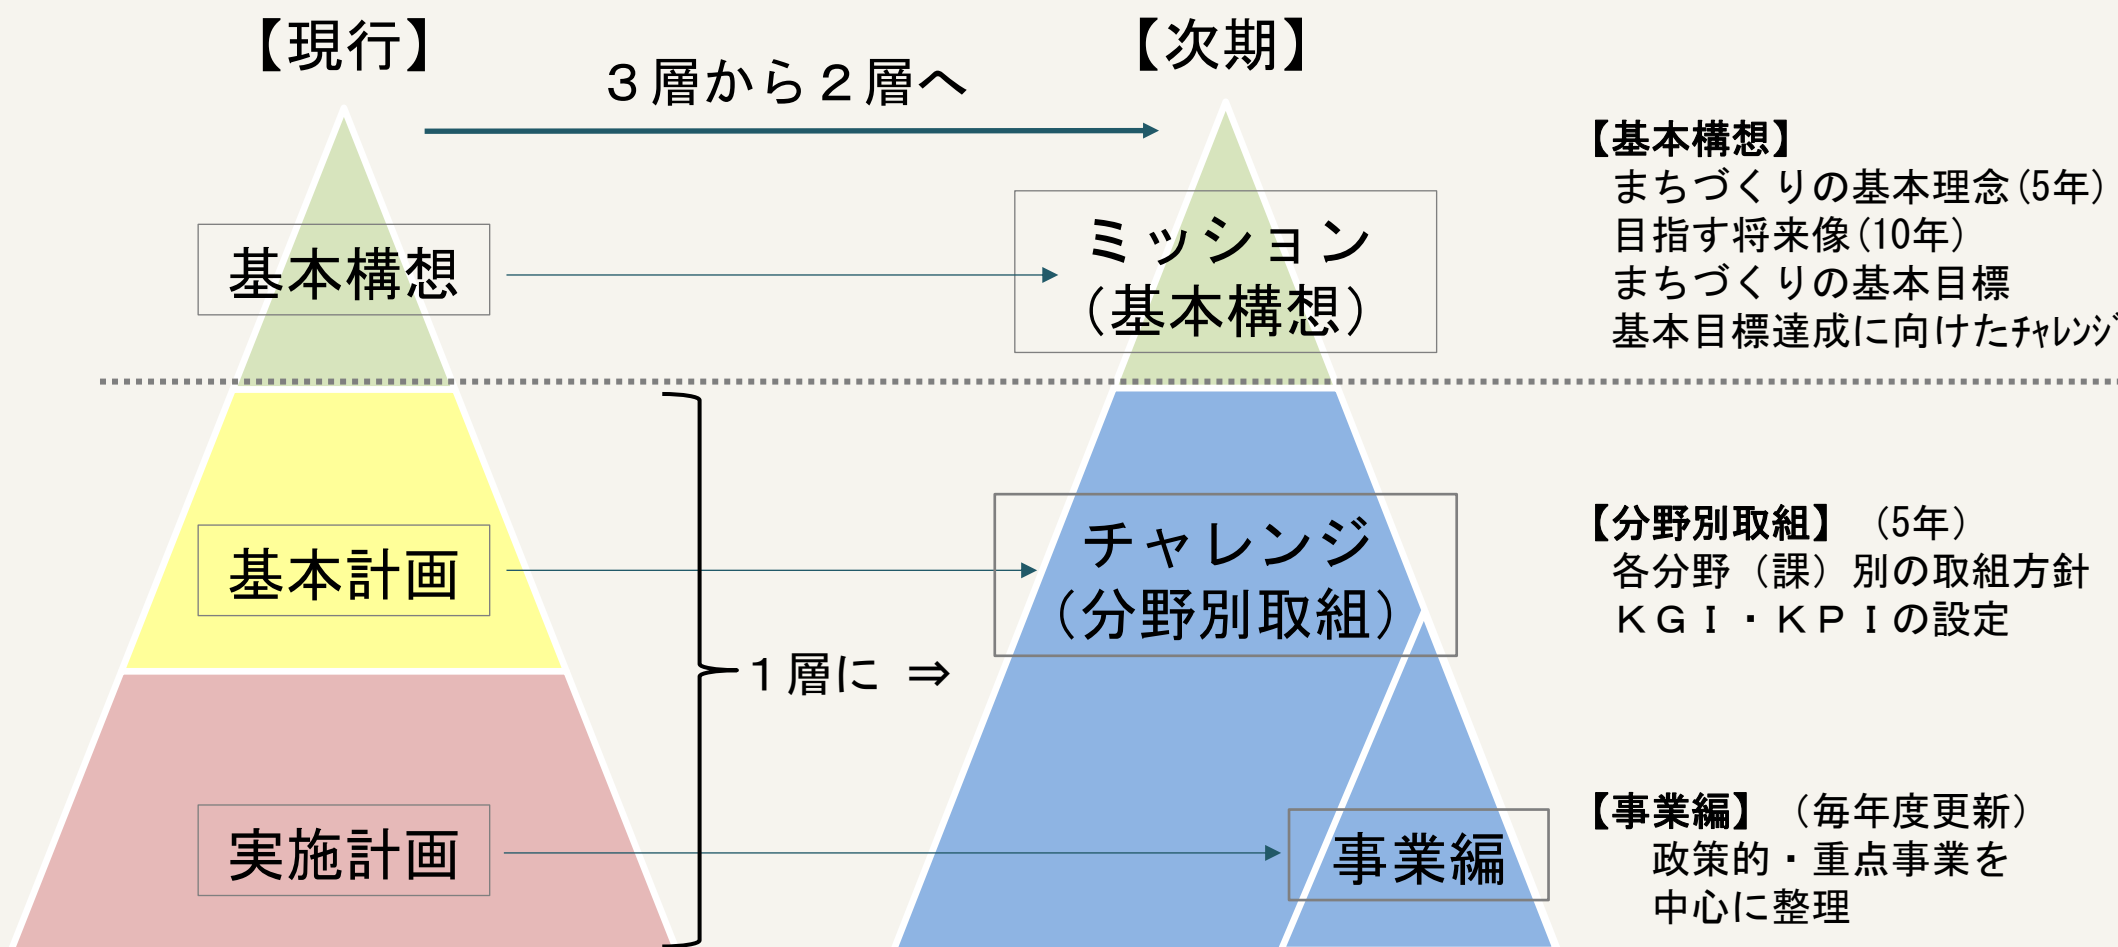 【現行】
【次期】
３層から２層へ
基本構想
ミッション
（基本構想）
基本計画
チャレンジ
（分野別取組）
１層に ⇒
実施計画
事業編
【基本構想】
まちづくりの基本理念(5年)
目指す将来像(10年)
まちづくりの基本目標
基本目標達成に向けたﾁｬﾚﾝｼﾞ
【分野別取組】（5年）
各分野（課）別の取組方針
ＫＧＩ・ＫＰＩの設定
【事業編】（毎年度更新）
政策的・重点事業を
中心に整理